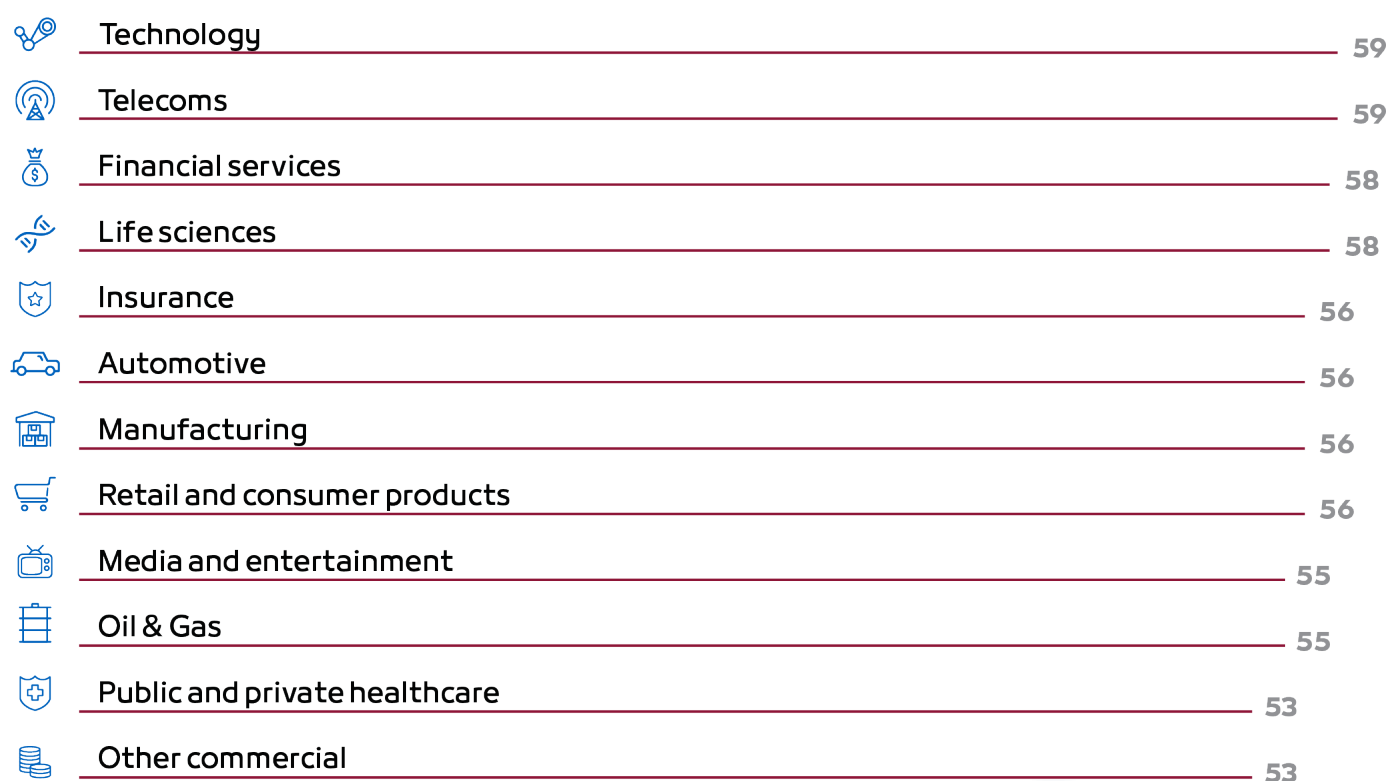 Technology 59
Telecoms 59
Financial services 58
Life sciences 58
Insurance 56
Automotive 56
Manufacturing 56
Retail and consumer products 56
Media and entertainment 55
Oil & Gas 55
Public and private healthcare 53
Other commercial 53